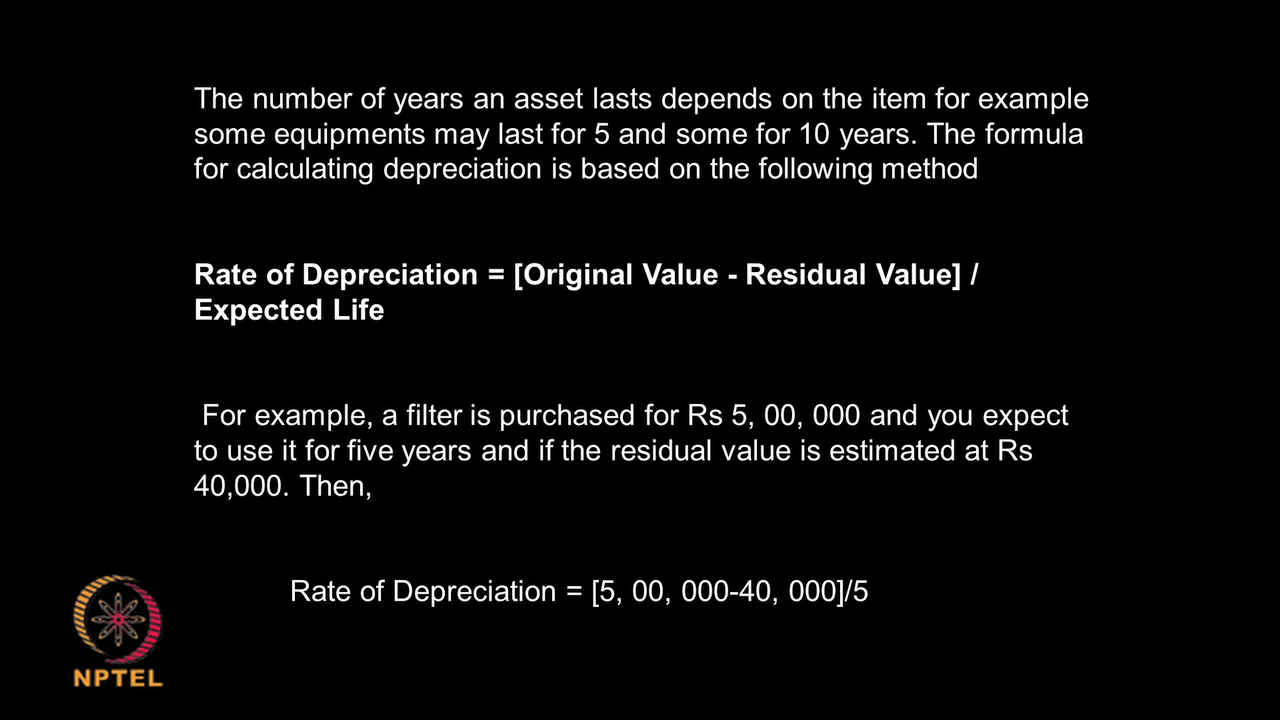 The number of years an asset lasts depends on the item for example
some equipments may last for 5 and some for 10 years. The formula
for calculating depreciation is based on the following method
Rate of Depreciation = [Original Value - Residual Value] /
Expected Life
For example, a filter is purchased for Rs 5, 00, 000 and you expect
to use it for five years and if the residual value is estimated at Rs
40,000. Then,
Rate of Depreciation = [5, 00, 000-40, 000]/5
NPTEL